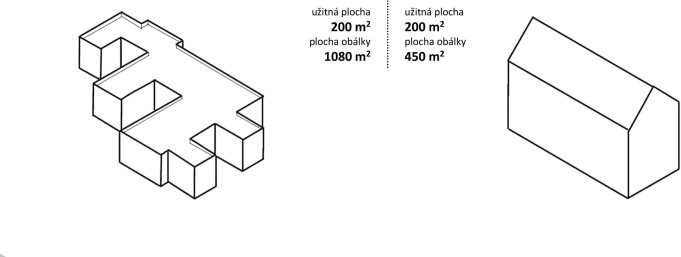 užitná plocha
200 m²
plocha obálky
1080 m²
užitná plocha
200 m²
plocha obálky
450 m²